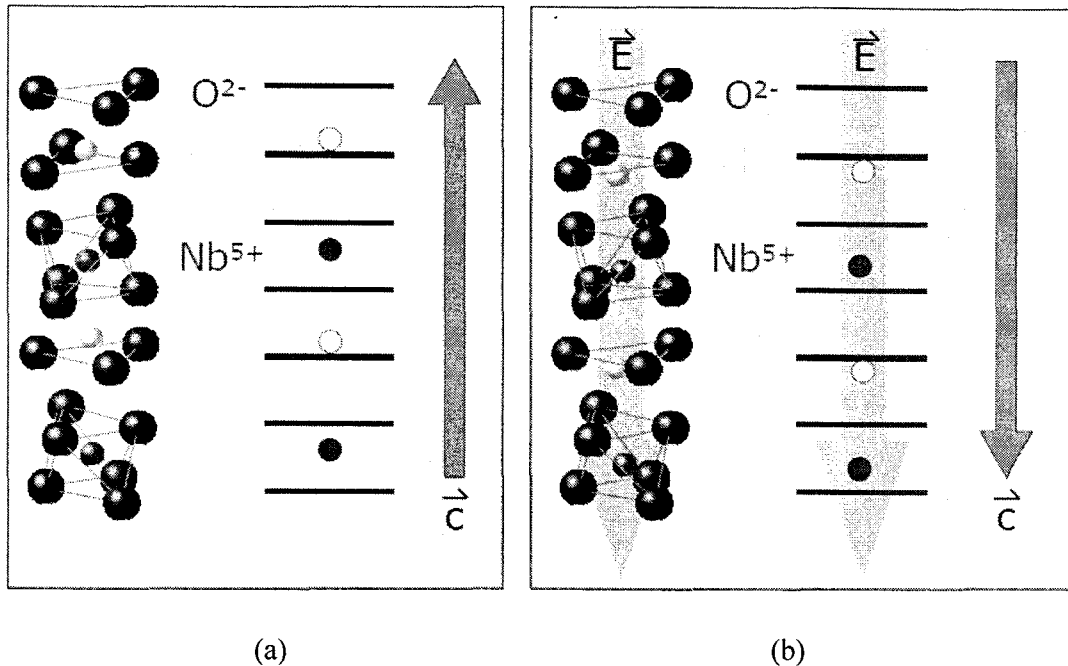 O²⁻
Nb⁵⁺
c⃗
E⃗
E⃗
O²⁻
Nb⁵⁺
c⃗
(a)
(b)